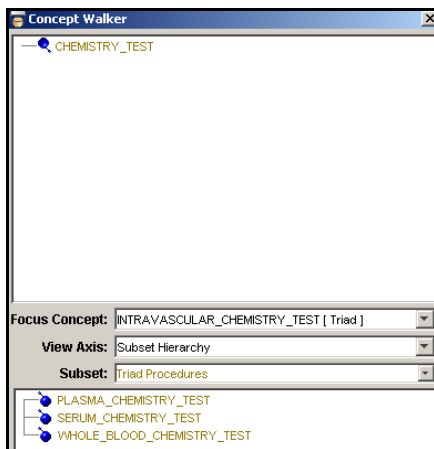 Concept Walker
CHEMISTRY_TEST
Focus Concept: INTRAVASCULAR_CHEMISTRY_TEST [ Triad ]
View Axis: Subset Hierarchy
Subset: Triad Procedures
PLASMA_CHEMISTRY_TEST
SERUM_CHEMISTRY_TEST
WHOLE_BLOOD_CHEMISTRY_TEST